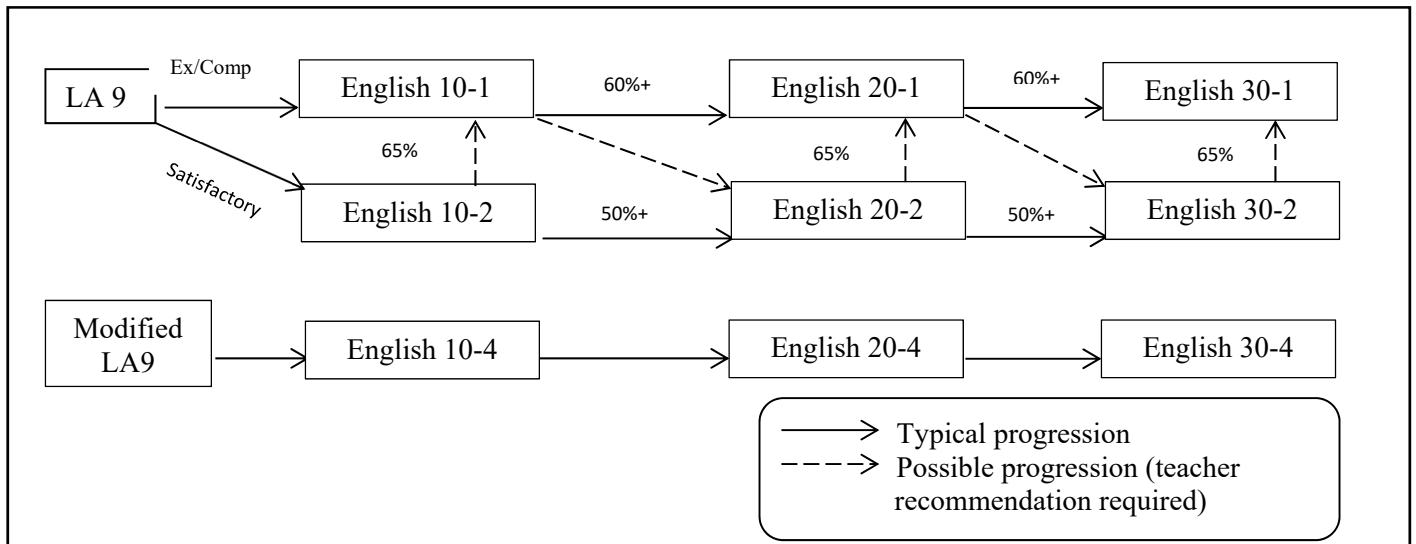 Ex/Comp
LA 9
English 10-1
60%+
English 20-1
60%+
English 30-1
65%
65%
65%
Satisfactory
English 10-2
50%+
English 20-2
50%+
English 30-2
Modified
LA9
English 10-4
English 20-4
English 30-4
Typical progression
Possible progression (teacher
recommendation required)